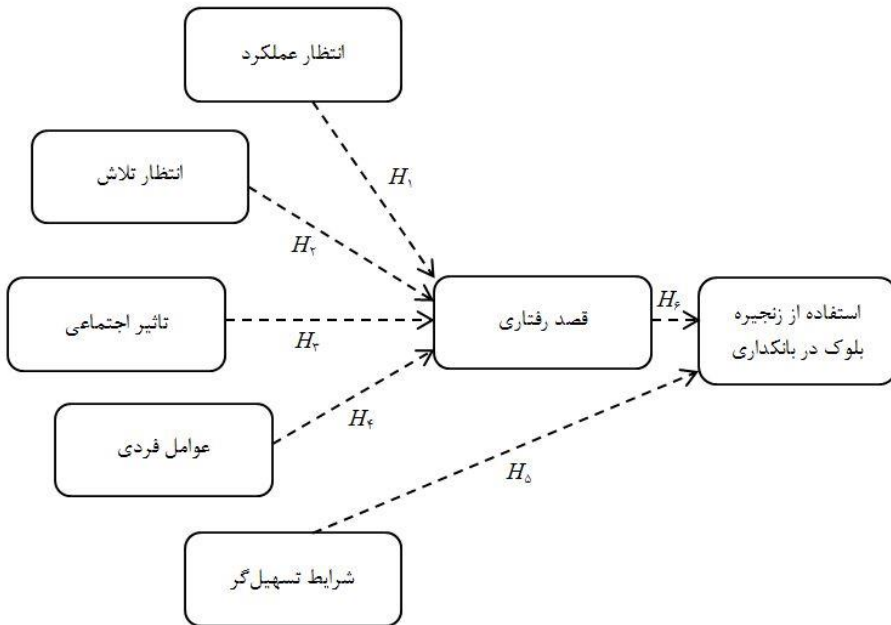 انتظار عملکرد
H۱
انتظار تلاش
H۲
تاثیر اجتماعی
H۳
قصد رفتاری
H۶
استفاده از زنجیره
بلوک در بانکداری
عوامل فردی
H۴
H۵
شرایط تسهیل‌گر